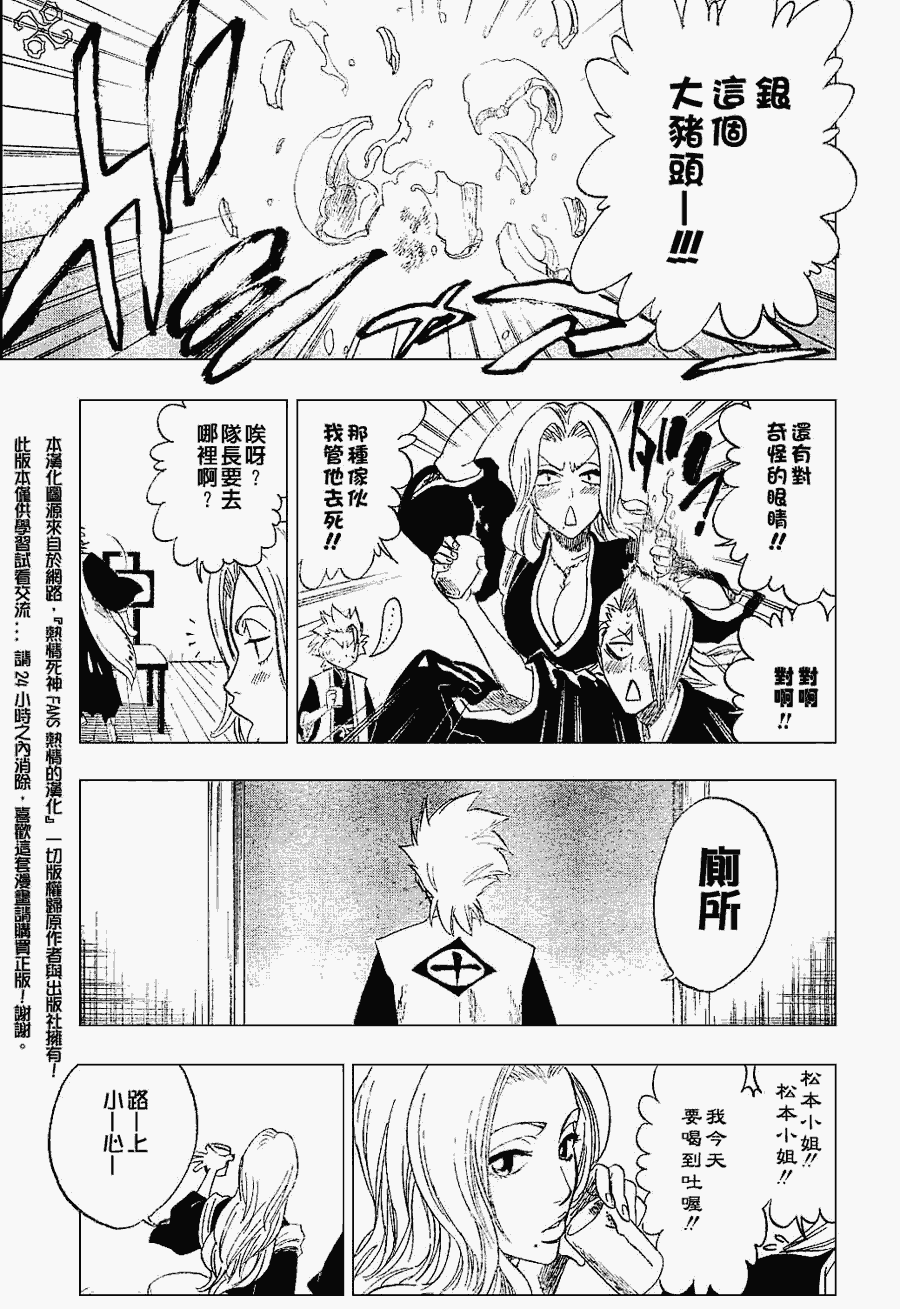 銀
這個
大豬頭—!!!
還有對
奇怪的眼睛!!
那種傢伙
我管他去死!!
對啊
對啊!!
……
唉呀?
隊長要去
哪裡啊?
廁所
十
松本小姐!!
松本小姐!!
我今天
要喝到吐喔!!
路—上
小—心—
本漢化圖源來自於網路,『熱情死神FANS熱情的漢化』一切版權歸原作者與出版社擁有!
此版本僅供學習試看交流...請24小時之內消除,喜歡這套漫畫請購買正版!謝謝。